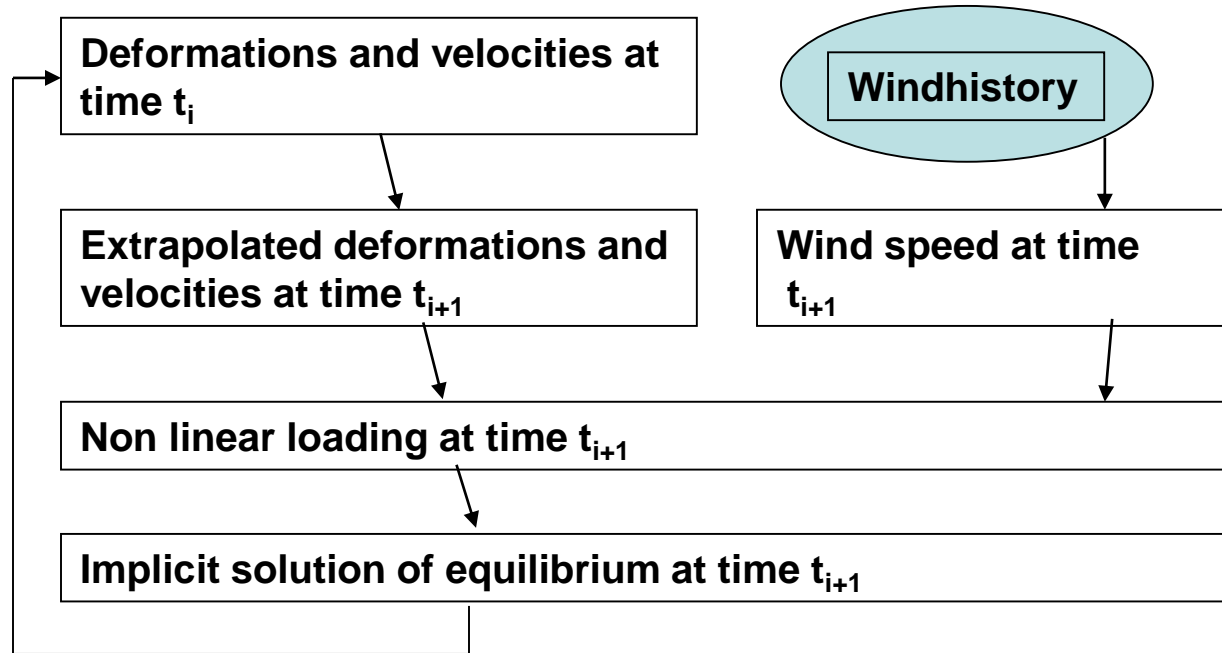 Deformations and velocities at
time tᵢ
Windhistory
Extrapolated deformations and
velocities at time tᵢ₊₁
Wind speed at time
tᵢ₊₁
Non linear loading at time tᵢ₊₁
Implicit solution of equilibrium at time tᵢ₊₁